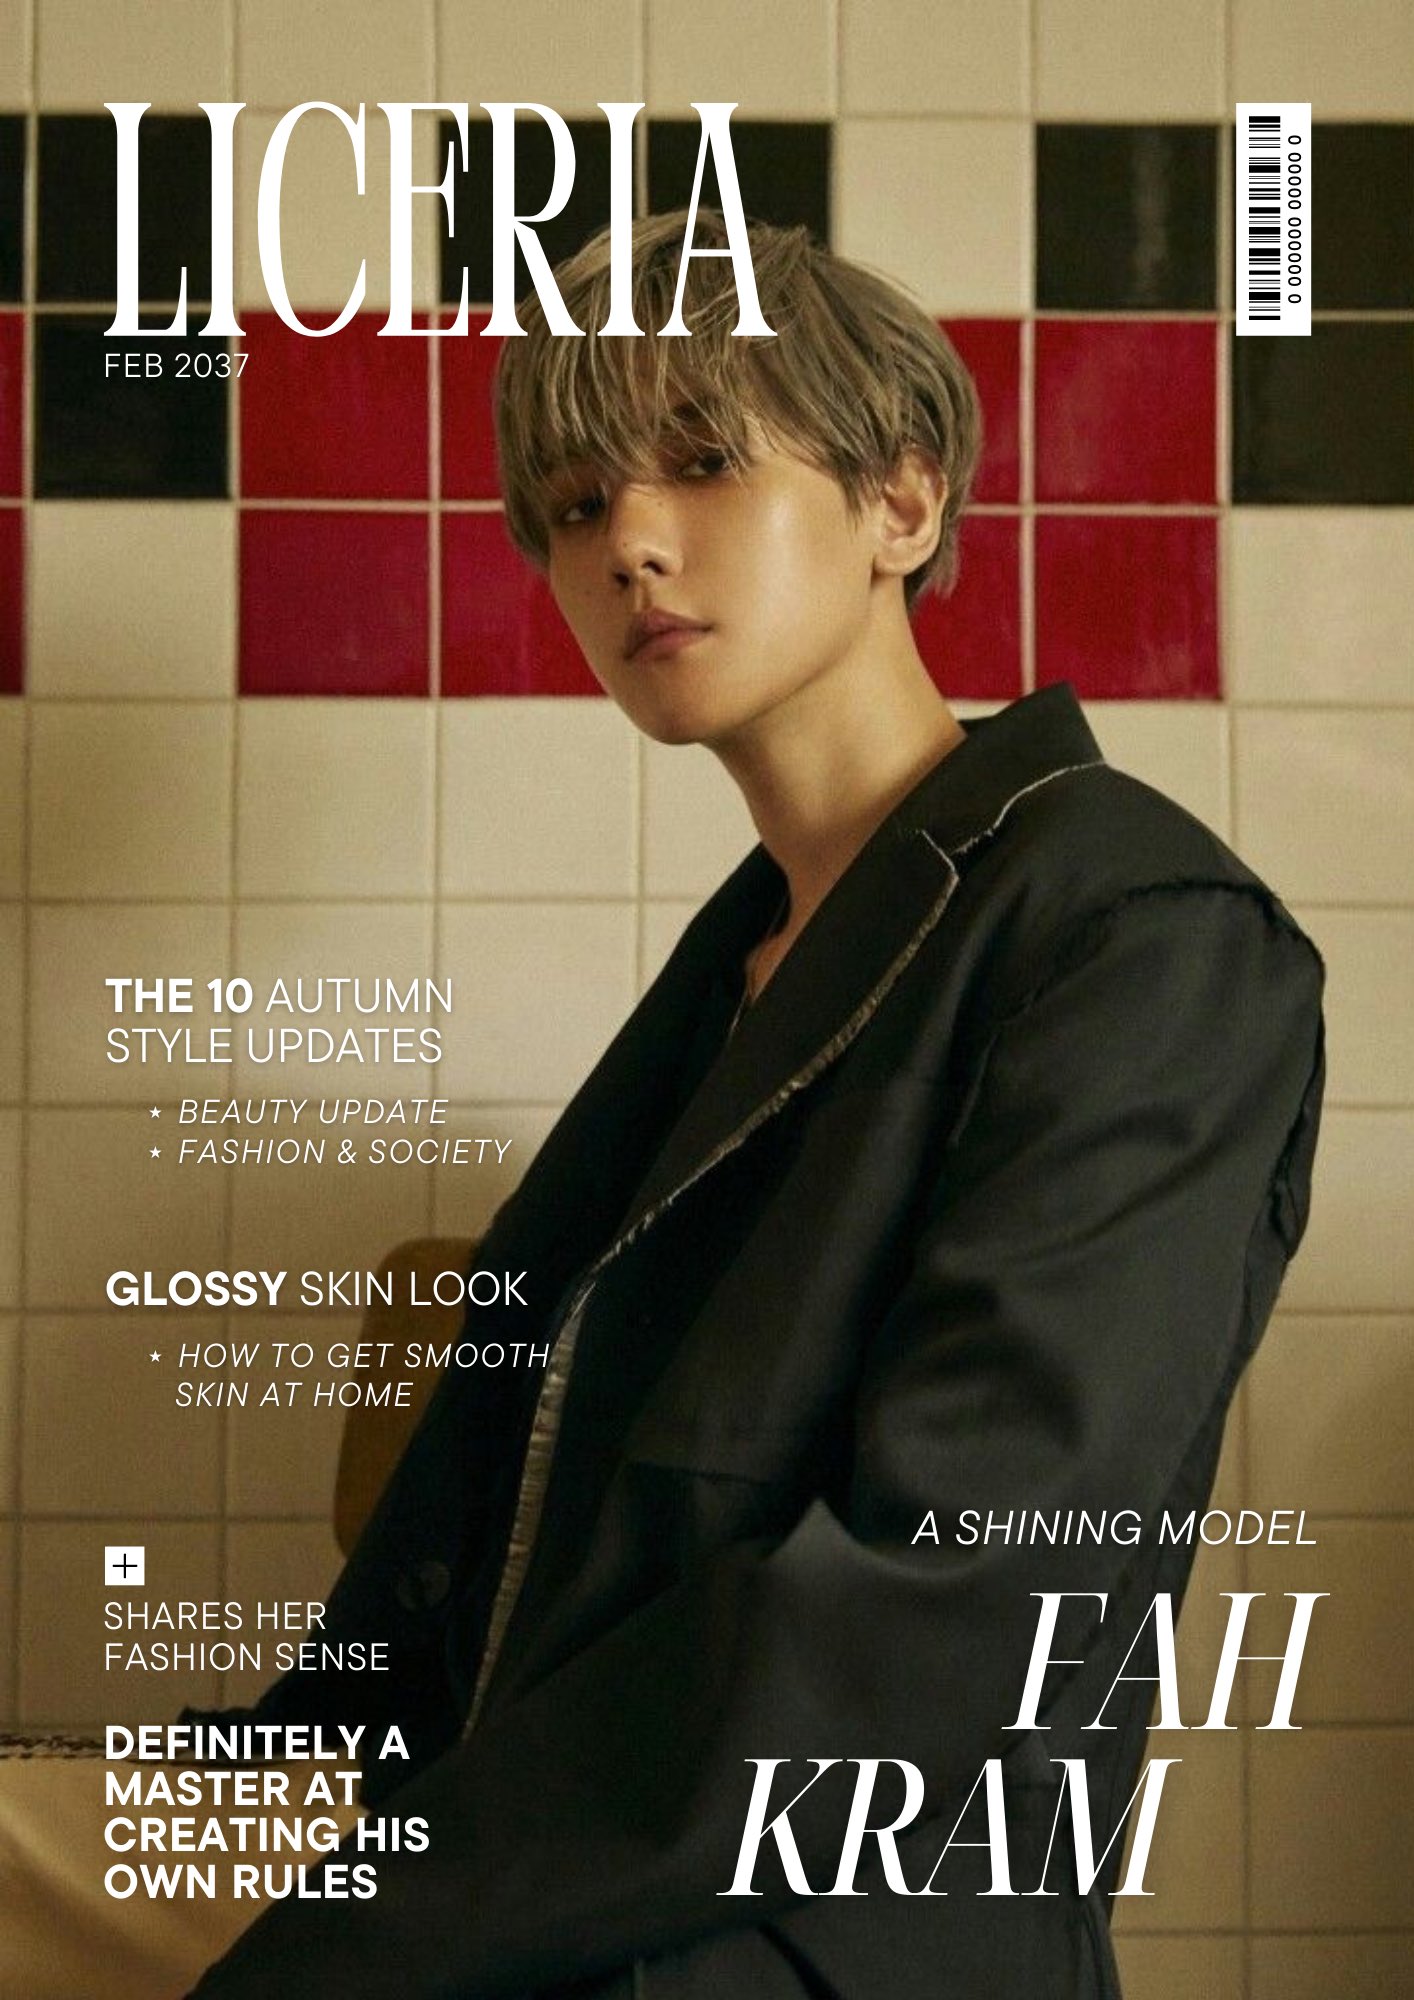 LICERIA
FEB 2037
0 000000 00000 0
THE 10 AUTUMN
STYLE UPDATES
★ BEAUTY UPDATE
★ FASHION & SOCIETY
GLOSSY SKIN LOOK
★ HOW TO GET SMOOTH
SKIN AT HOME
+
SHARES HER
FASHION SENSE
DEFINITELY A
MASTER AT
CREATING HIS
OWN RULES
A SHINING MODEL
FAH
KRAM